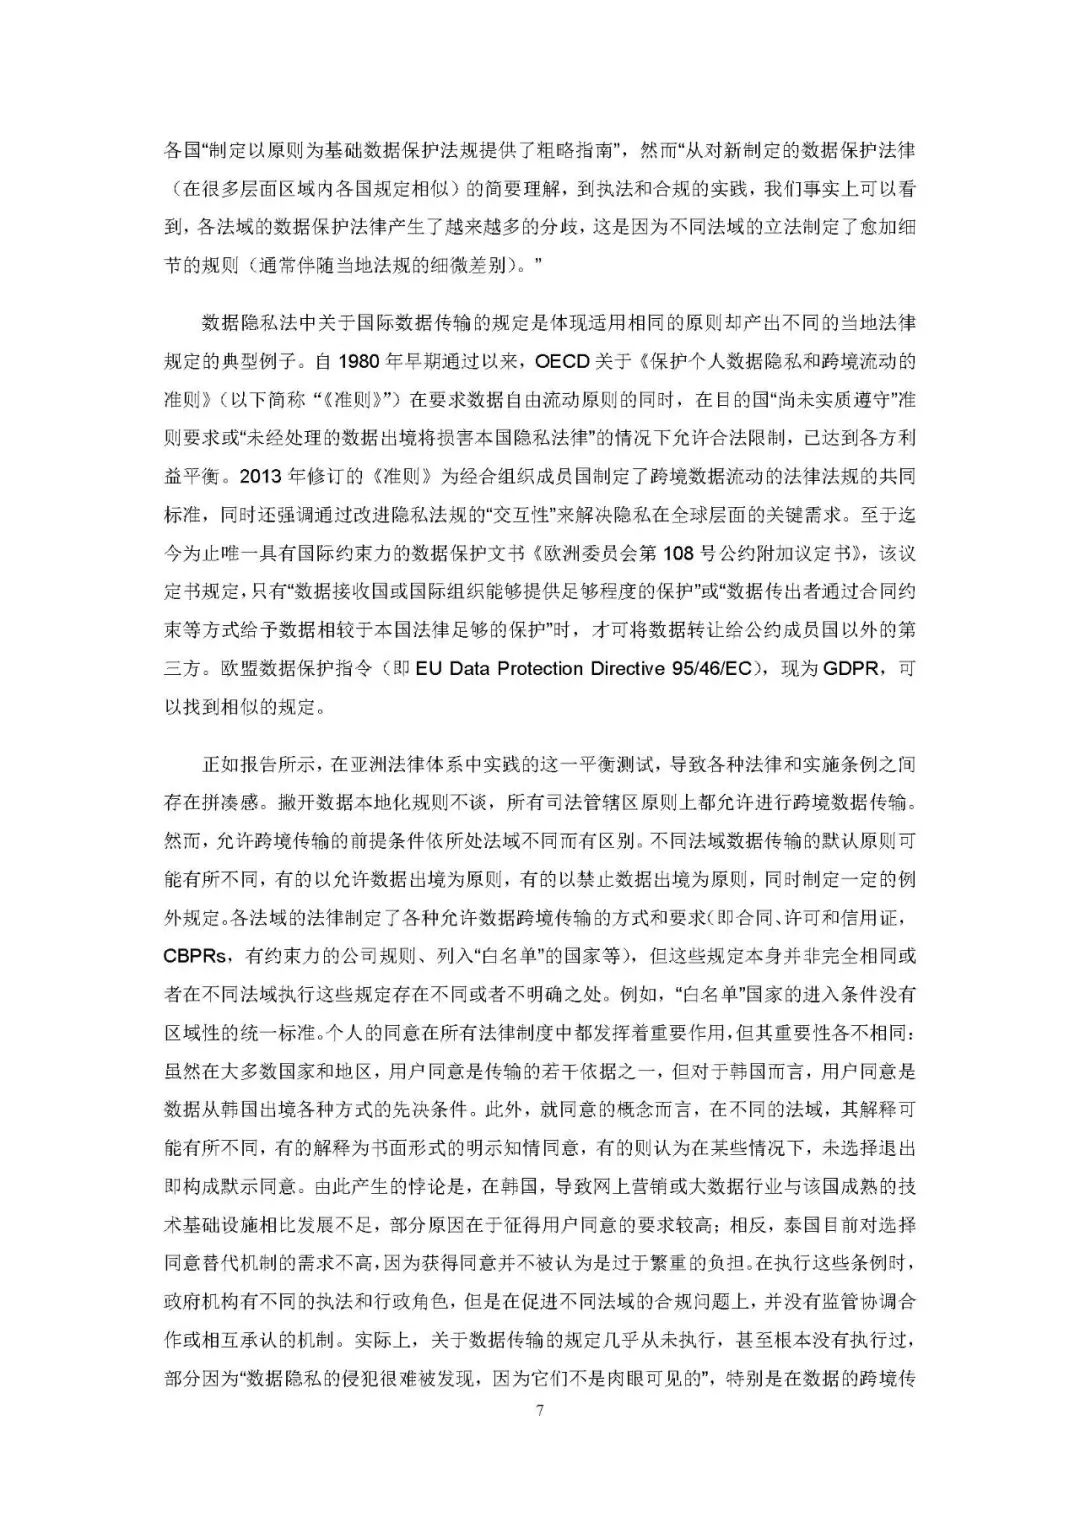 各国“制定以原则为基础数据保护法规提供了粗略指南”，然而“从对新制定的数据保护法律
（在很多层面区域内各国规定相似）的简要理解，到执法和合规的实践，我们事实上可以看
到，各法域的数据保护法律产生了越来越多的分歧，这是因为不同法域的立法制定了愈加细
节的规则（通常伴随当地法规的细微差别）。”
数据隐私法中关于国际数据传输的规定是体现适用相同的原则却产出不同的当地法律
规定的典型例子。自 1980 年早期通过以来，OECD 关于《保护个人数据隐私和跨境流动的
准则》（以下简称 “《准则》”）在要求数据自由流动原则的同时，在目的国“尚未实质遵守”准
则要求或“未经处理的数据出境将损害本国隐私法律”的情况下允许合法限制，已达到各方利
益平衡。2013 年修订的《准则》为经合组织成员国制定了跨境数据流动的法律法规的共同
标准，同时还强调通过改进隐私法规的“交互性”来解决隐私在全球层面的关键需求。至于迄
今为止唯一具有国际约束力的数据保护文书《欧洲委员会第 108 号公约附加议定书》，该议
定书规定，只有“数据接收国或国际组织能够提供足够程度的保护”或“数据传出者通过合同约
束等方式给予数据相较于本国法律足够的保护”时，才可将数据转让给公约成员国以外的第
三方。欧盟数据保护指令（即 EU Data Protection Directive 95/46/EC），现为 GDPR，可
以找到相似的规定。
正如报告所示，在亚洲法律体系中实践的这一平衡测试，导致各种法律和实施条例之间
存在拼凑感。撇开数据本地化规则不谈，所有司法管辖区原则上都允许进行跨境数据传输。
然而，允许跨境传输的前提条件依所处法域不同而有区别。不同法域数据传输的默认原则可
能有所不同，有的以允许数据出境为原则，有的以禁止数据出境为原则，同时制定一定的例
外规定。各法域的法律制定了各种允许数据跨境传输的方式和要求（即合同、许可和信用证，
CBPRs，有约束力的公司规则、列入“白名单”的国家等），但这些规定本身并非完全相同或
者在不同法域执行这些规定存在不同或者不明确之处。例如，“白名单”国家的进入条件没有
区域性的统一标准。个人的同意在所有法律制度中都发挥着重要作用，但其重要性各不相同：
虽然在大多数国家和地区，用户同意是传输的若干依据之一，但对于韩国而言，用户同意是
数据从韩国出境各种方式的先决条件。此外，就同意的概念而言，在不同的法域，其解释可
能有所不同，有的解释为书面形式的明示知情同意，有的则认为在某些情况下，未选择退出
即构成默示同意。由此产生的悖论是，在韩国，导致网上营销或大数据行业与该国成熟的技
术基础设施相比发展不足，部分原因在于征得用户同意的要求较高；相反，泰国目前对选择
同意替代机制的需求不高，因为获得同意并不被认为是过于繁重的负担。在执行这些条例时，
政府机构有不同的执法和行政角色，但是在促进不同法域的合规问题上，并没有监管协调合
作或相互承认的机制。实际上，关于数据传输的规定几乎从未执行，甚至根本没有执行过，
部分因为“数据隐私的侵犯很难被发现，因为它们不是肉眼可见的”，特别是在数据的跨境传
7